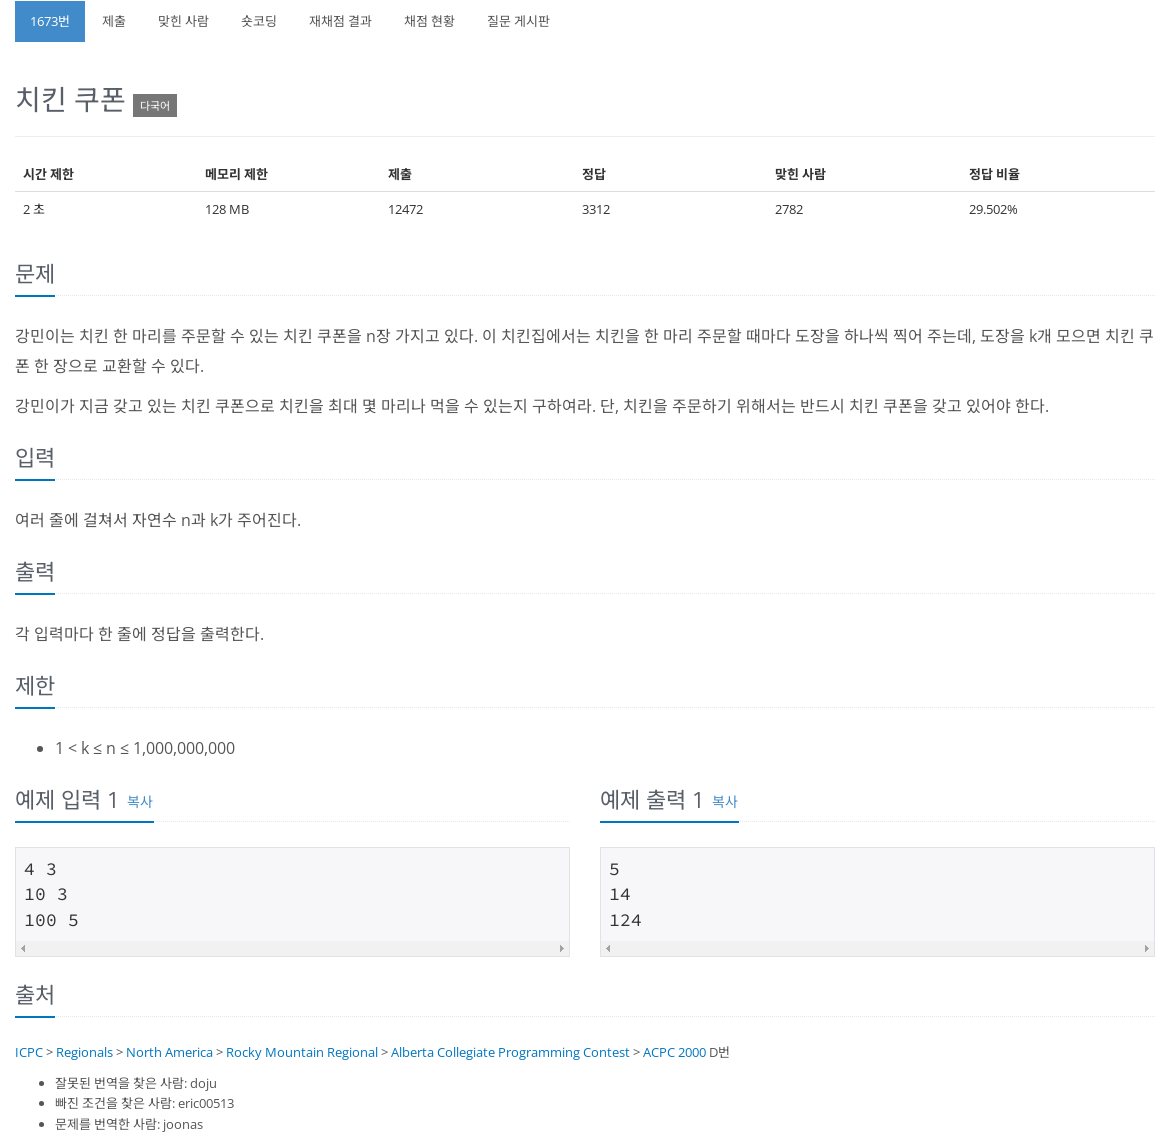 1673번 제출 맞힌 사람 숏코딩 재채점 결과 채점 현황 질문 게시판
치킨 쿠폰 다국어
시간 제한 메모리 제한 제출 정답 맞힌 사람 정답 비율
2 초 128 MB 12472 3312 2782 29.502%
문제
강민이는 치킨 한 마리를 주문할 수 있는 치킨 쿠폰을 n장 가지고 있다. 이 치킨집에서는 치킨을 한 마리 주문할 때마다 도장을 하나씩 찍어 주는데, 도장을 k개 모으면 치킨 쿠
폰 한 장으로 교환할 수 있다.
강민이가 지금 갖고 있는 치킨 쿠폰으로 치킨을 최대 몇 마리나 먹을 수 있는지 구하여라. 단, 치킨을 주문하기 위해서는 반드시 치킨 쿠폰을 갖고 있어야 한다.
입력
여러 줄에 걸쳐서 자연수 n과 k가 주어진다.
출력
각 입력마다 한 줄에 정답을 출력한다.
제한
1 < k ≤ n ≤ 1,000,000,000
예제 입력 1 복사
4 3
10 3
100 5
예제 출력 1 복사
5
14
124
출처
ICPC > Regionals > North America > Rocky Mountain Regional > Alberta Collegiate Programming Contest > ACPC 2000 D번
잘못된 번역을 찾은 사람: doju
빠진 조건을 찾은 사람: eric00513
문제를 번역한 사람: joonas